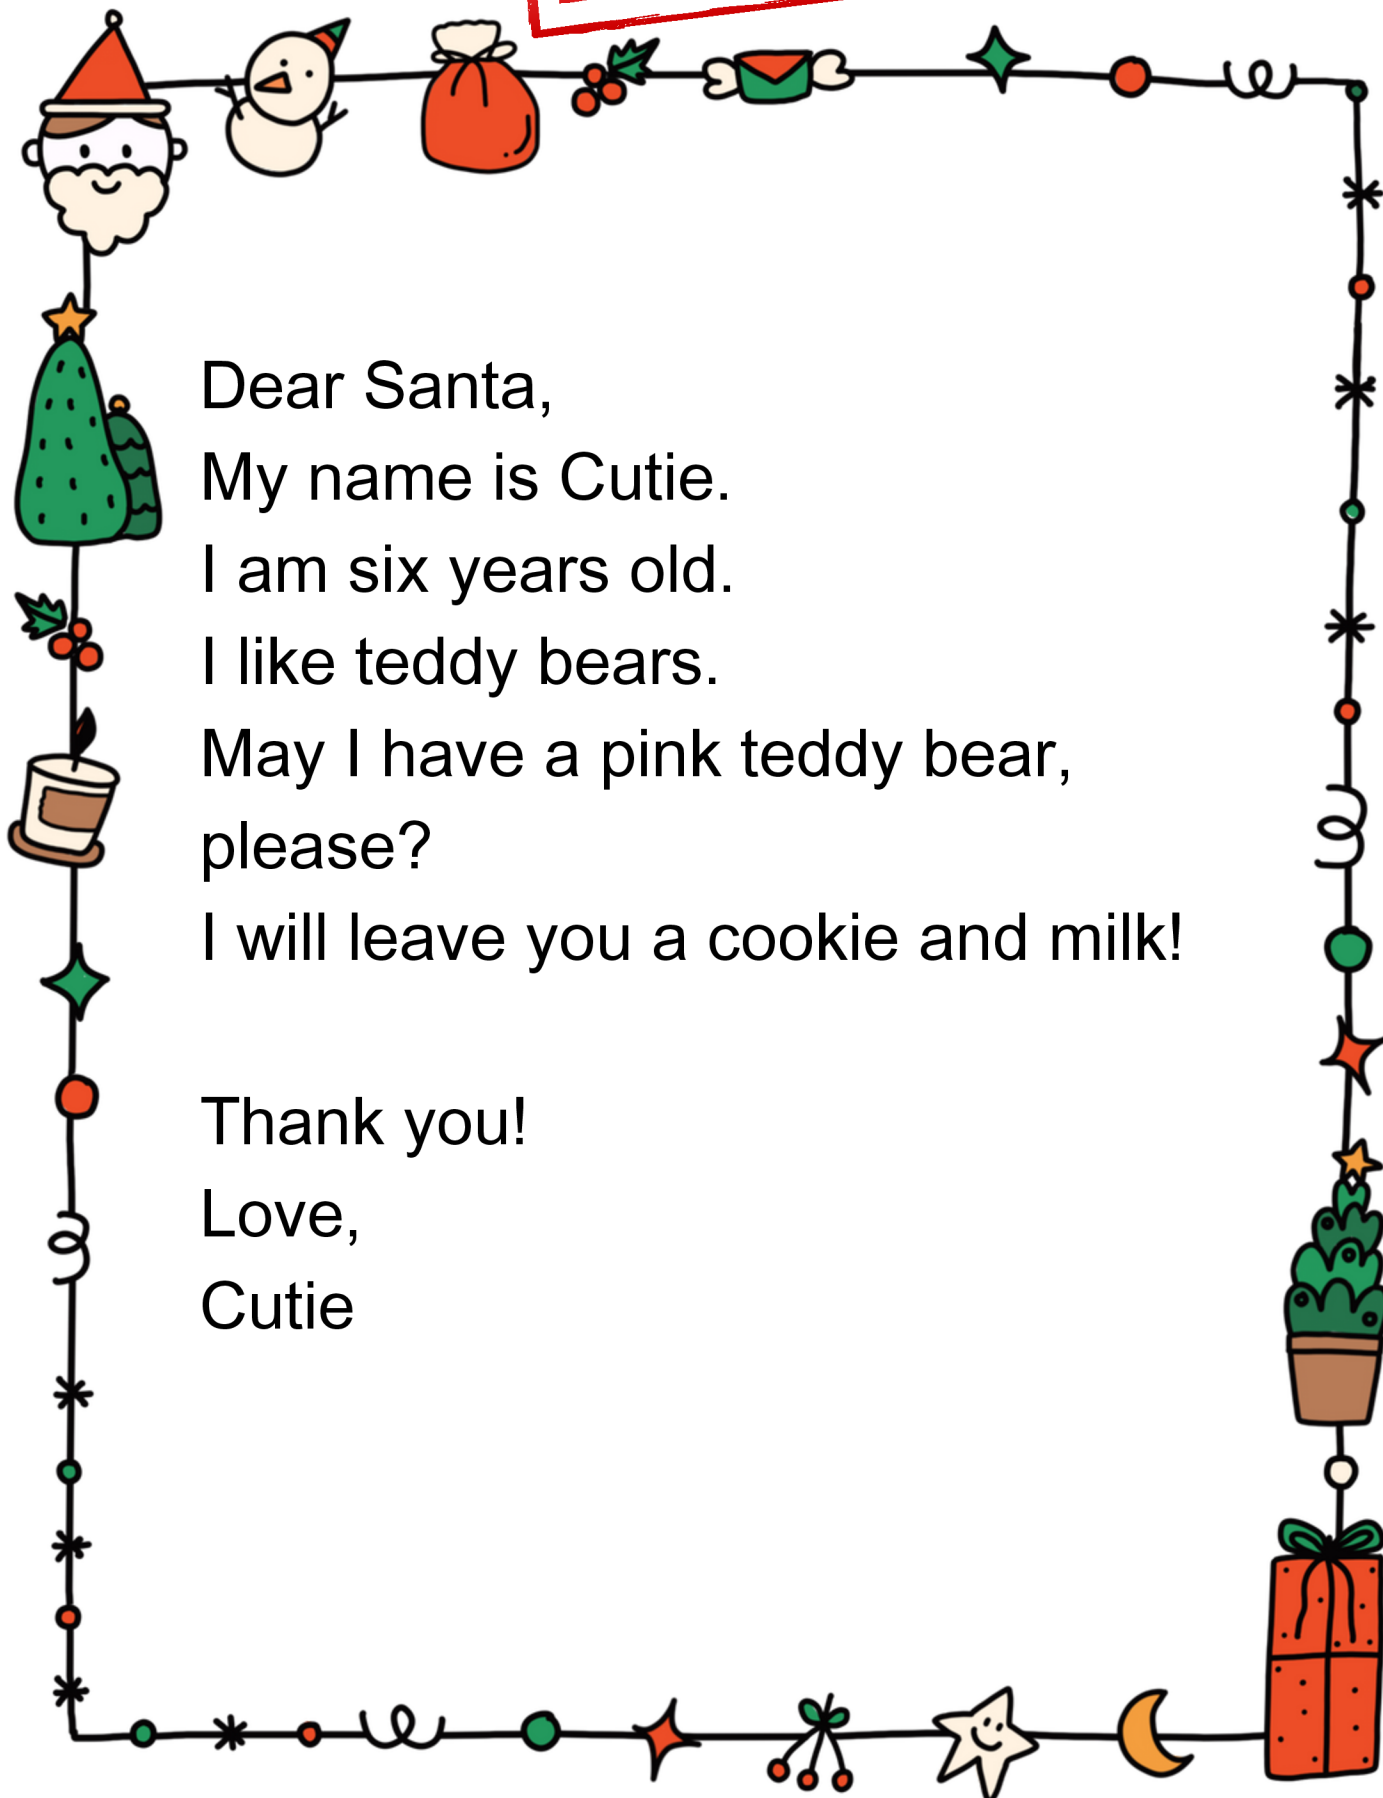 Dear Santa,
My name is Cutie.
I am six years old.
I like teddy bears.
May I have a pink teddy bear,
please?
I will leave you a cookie and milk!
Thank you!
Love,
Cutie